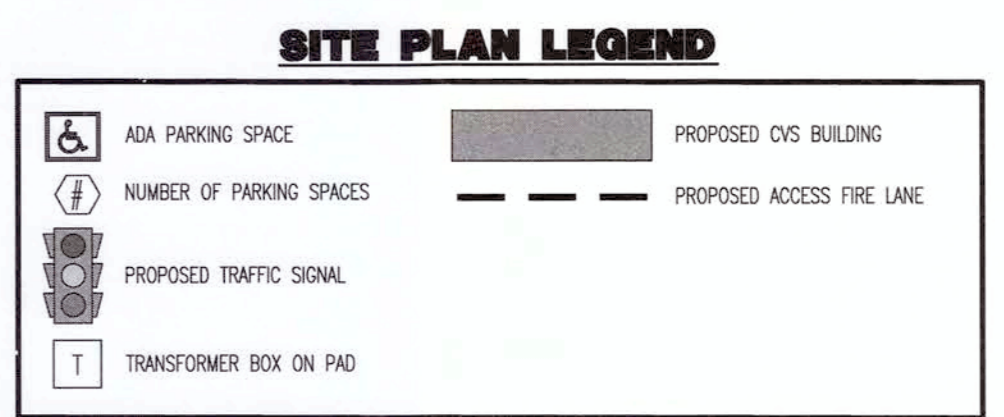 SITE PLAN LEGEND
ADA PARKING SPACE
# NUMBER OF PARKING SPACES
PROPOSED TRAFFIC SIGNAL
T TRANSFORMER BOX ON PAD
PROPOSED CVS BUILDING
PROPOSED ACCESS FIRE LANE